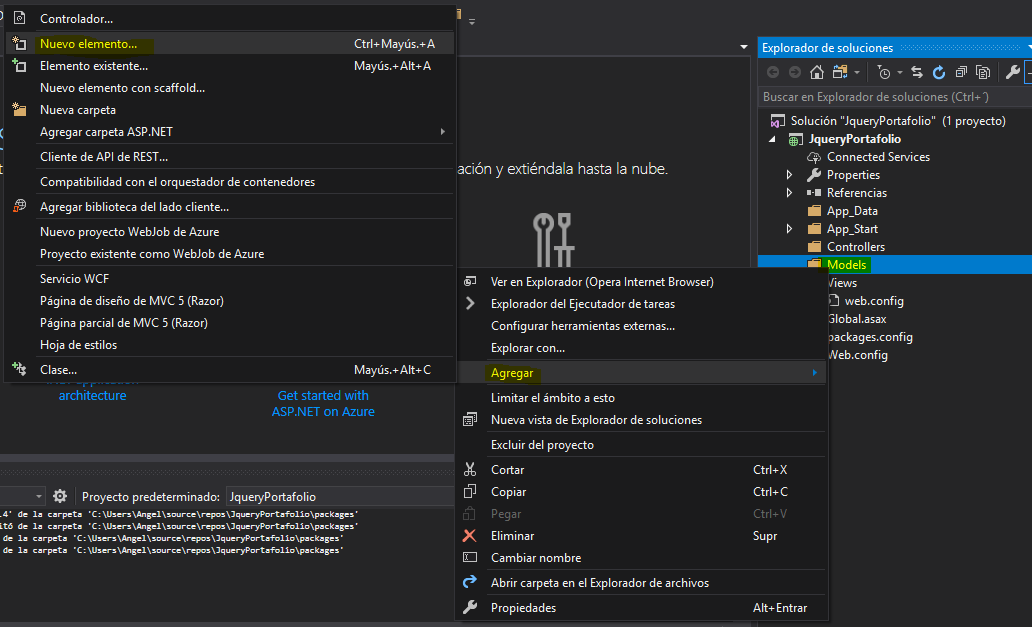 Controlador...
Nuevo elemento... Ctrl+Mayús.+A
Elemento existente... Mayús.+Alt+A
Nuevo elemento con scaffold...
Nueva carpeta
Agregar carpeta ASP.NET
Cliente de API de REST...
Compatibilidad con el orquestador de contenedores
Agregar biblioteca del lado cliente...
Nuevo proyecto WebJob de Azure
Proyecto existente como WebJob de Azure
Servicio WCF
Página de diseño de MVC 5 (Razor)
Página parcial de MVC 5 (Razor)
Hoja de estilos
Clase... Mayús.+Alt+C
ación y extiéndala hasta la nube.
architecture
Get started with
ASP.NET on Azure
Explorador de soluciones
Buscar en Explorador de soluciones (Ctrl+´)
Solución "JqueryPortafolio" (1 proyecto)
JqueryPortafolio
Connected Services
Properties
Referencias
App_Data
App_Start
Controllers
Models
Views
web.config
Global.asax
packages.config
Web.config
Ver en Explorador (Opera Internet Browser)
Explorador del Ejecutador de tareas
Configurar herramientas externas...
Explorar con...
Agregar
Limitar el ámbito a esto
Nueva vista de Explorador de soluciones
Excluir del proyecto
Cortar Ctrl+X
Copiar Ctrl+C
Pegar Ctrl+V
Eliminar Supr
Cambiar nombre
Abrir carpeta en el Explorador de archivos
Propiedades Alt+Entrar
Proyecto predeterminado: JqueryPortafolio
.4' de la carpeta 'C:\Users\Angel\source\repos\JqueryPortafolio\packages'
itó de la carpeta 'C:\Users\Angel\source\repos\JqueryPortafolio\packages'
de la carpeta 'C:\Users\Angel\source\repos\JqueryPortafolio\packages'
de la carpeta 'C:\Users\Angel\source\repos\JqueryPortafolio\packages'